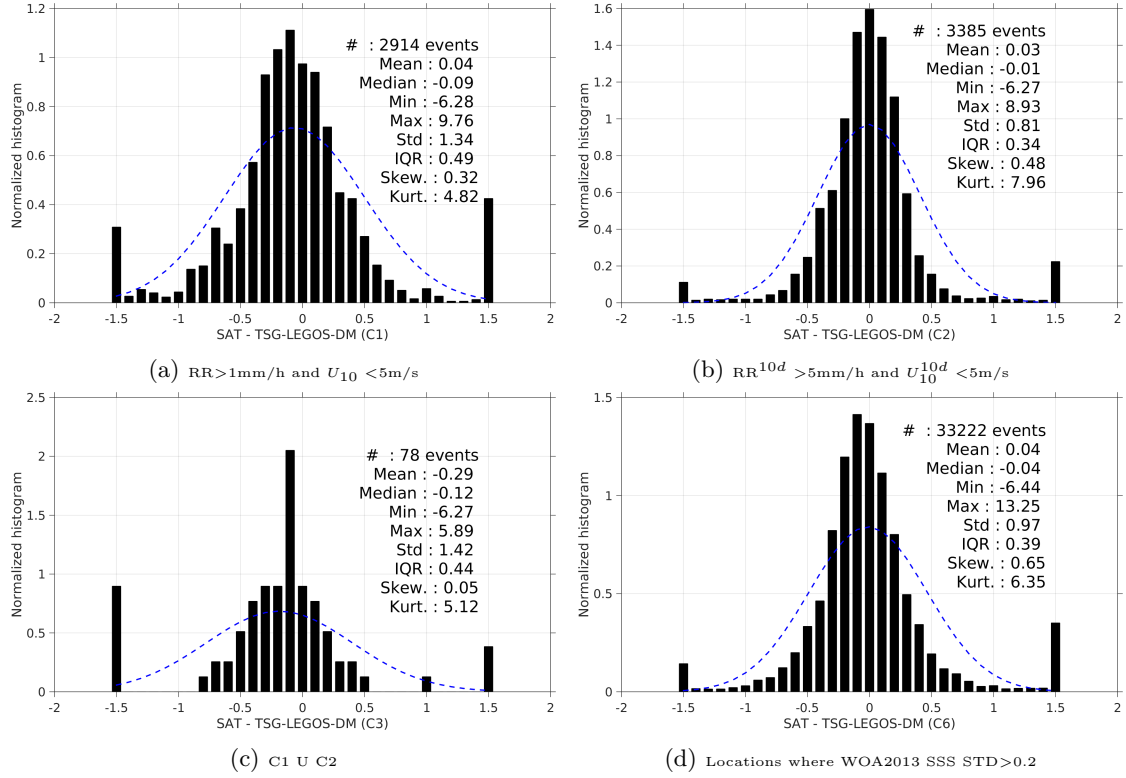 1.2
1
0.8
0.6
0.4
0.2
0
Normalized histogram
# : 2914 events
Mean : 0.04
Median : -0.09
Min : -6.28
Max : 9.76
Std : 1.34
IQR : 0.49
Skew. : 0.32
Kurt. : 4.82
-2 -1.5 -1 -0.5 0 0.5 1 1.5 2
SAT - TSG-LEGOS-DM (C1)
(a) RR>1mm/h and U10 <5m/s
1.6
1.4
1.2
1
0.8
0.6
0.4
0.2
0
Normalized histogram
# : 3385 events
Mean : 0.03
Median : -0.01
Min : -6.27
Max : 8.93
Std : 0.81
IQR : 0.34
Skew. : 0.48
Kurt. : 7.96
-2 -1.5 -1 -0.5 0 0.5 1 1.5 2
SAT - TSG-LEGOS-DM (C2)
(b) RR^10d >5mm/h and U10^10d <5m/s
2.5
2
1.5
1
0.5
0
Normalized histogram
# : 78 events
Mean : -0.29
Median : -0.12
Min : -6.27
Max : 5.89
Std : 1.42
IQR : 0.44
Skew. : 0.05
Kurt. : 5.12
-2 -1.5 -1 -0.5 0 0.5 1 1.5 2
SAT - TSG-LEGOS-DM (C3)
(c) C1 U C2
1.5
1
0.5
0
Normalized histogram
# : 33222 events
Mean : 0.04
Median : -0.04
Min : -6.44
Max : 13.25
Std : 0.97
IQR : 0.39
Skew. : 0.65
Kurt. : 6.35
-2 -1.5 -1 -0.5 0 0.5 1 1.5 2
SAT - TSG-LEGOS-DM (C6)
(d) Locations where WOA2013 SSS STD>0.2